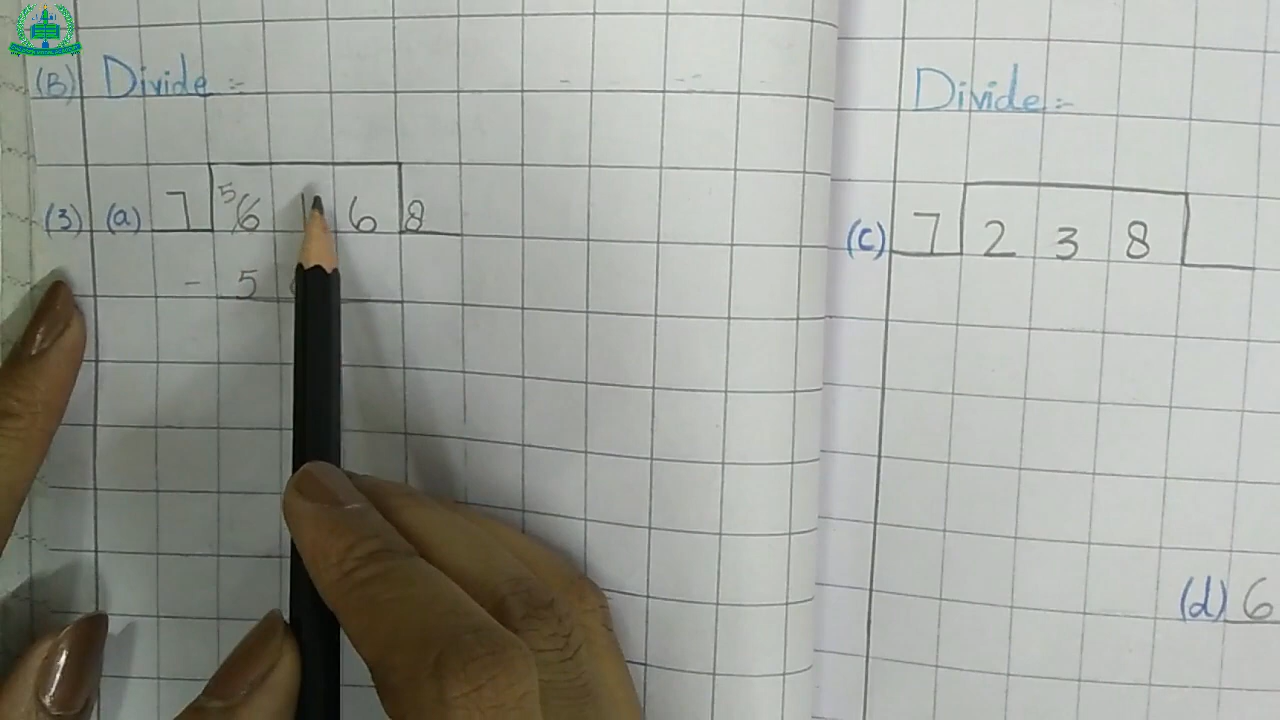 (B) Divide :-
(3) (a) 7 5 6 1 6 8
- 5
Divide :-
(c) 7 2 3 8
(d) 6